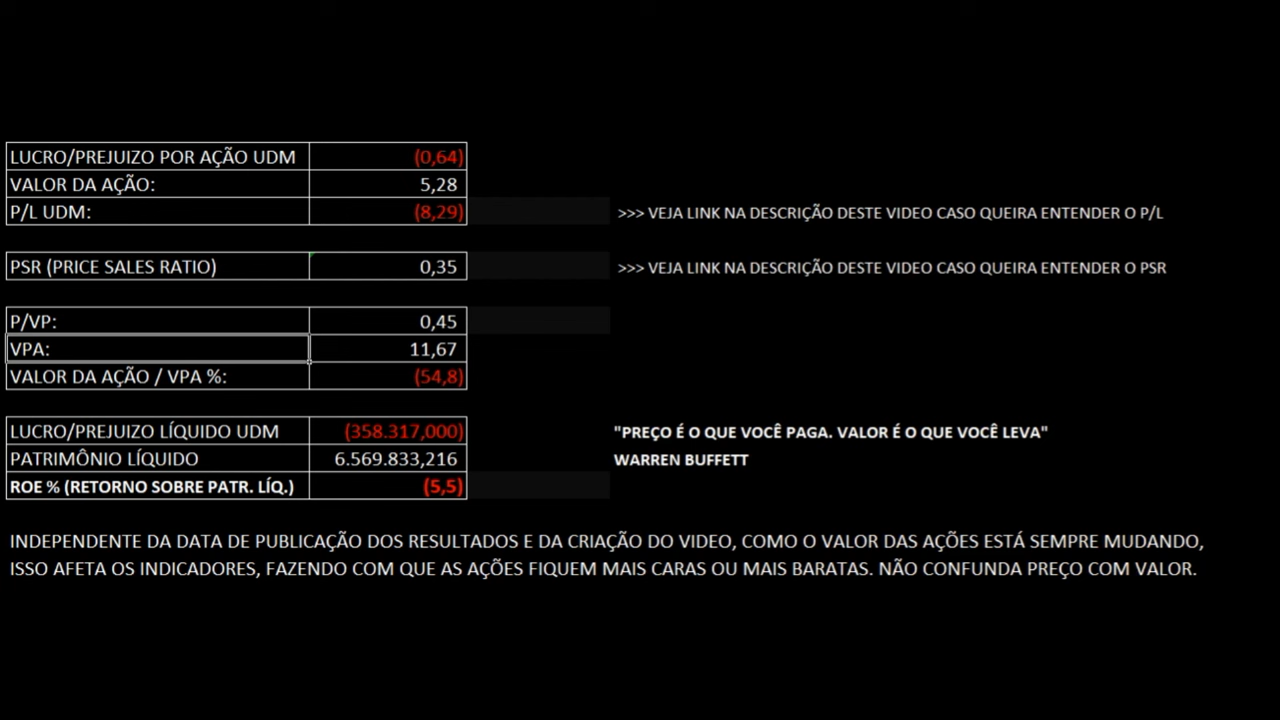 LUCRO/PREJUIZO POR AÇÃO UDM (0,64)
VALOR DA AÇÃO: 5,28
P/L UDM: (8,29) >>> VEJA LINK NA DESCRIÇÃO DESTE VIDEO CASO QUEIRA ENTENDER O P/L
PSR (PRICE SALES RATIO) 0,35 >>> VEJA LINK NA DESCRIÇÃO DESTE VIDEO CASO QUEIRA ENTENDER O PSR
P/VP: 0,45
VPA: 11,67
VALOR DA AÇÃO / VPA %: (54,8)
LUCRO/PREJUIZO LÍQUIDO UDM (358.317,000) "PREÇO É O QUE VOCÊ PAGA. VALOR É O QUE VOCÊ LEVA"
PATRIMÔNIO LÍQUIDO 6.569.833,216 WARREN BUFFETT
ROE % (RETORNO SOBRE PATR. LÍQ.) (5,5)
INDEPENDENTE DA DATA DE PUBLICAÇÃO DOS RESULTADOS E DA CRIAÇÃO DO VIDEO, COMO O VALOR DAS AÇÕES ESTÁ SEMPRE MUDANDO,
ISSO AFETA OS INDICADORES, FAZENDO COM QUE AS AÇÕES FIQUEM MAIS CARAS OU MAIS BARATAS. NÃO CONFUNDA PREÇO COM VALOR.